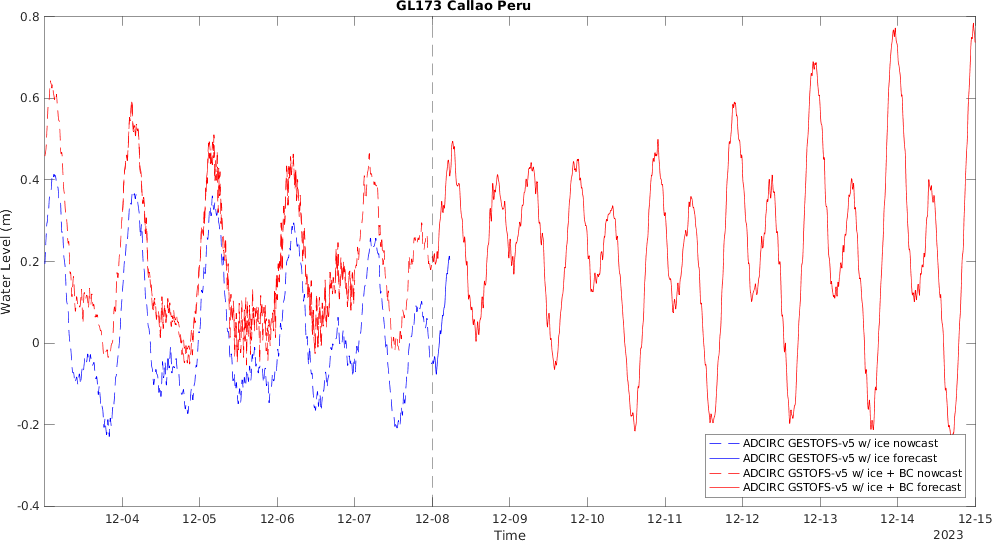 GL173 Callao Peru
0.8
0.6
0.4
0.2
0
-0.2
-0.4
Water Level (m)
12-04
12-05
12-06
12-07
12-08
12-09
12-10
12-11
12-12
12-13
12-14
12-15
Time
2023
ADCIRC GESTOFS-v5 w/ ice nowcast
ADCIRC GESTOFS-v5 w/ ice forecast
ADCIRC GSTOFS-v5 w/ ice + BC nowcast
ADCIRC GSTOFS-v5 w/ ice + BC forecast